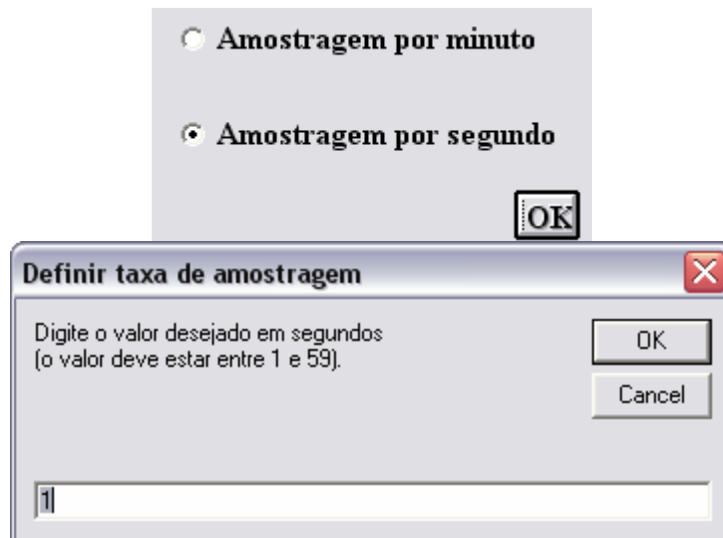 Amostragem por minuto
Amostragem por segundo
OK
Definir taxa de amostragem
Digite o valor desejado em segundos
(o valor deve estar entre 1 e 59).
OK
Cancel
1